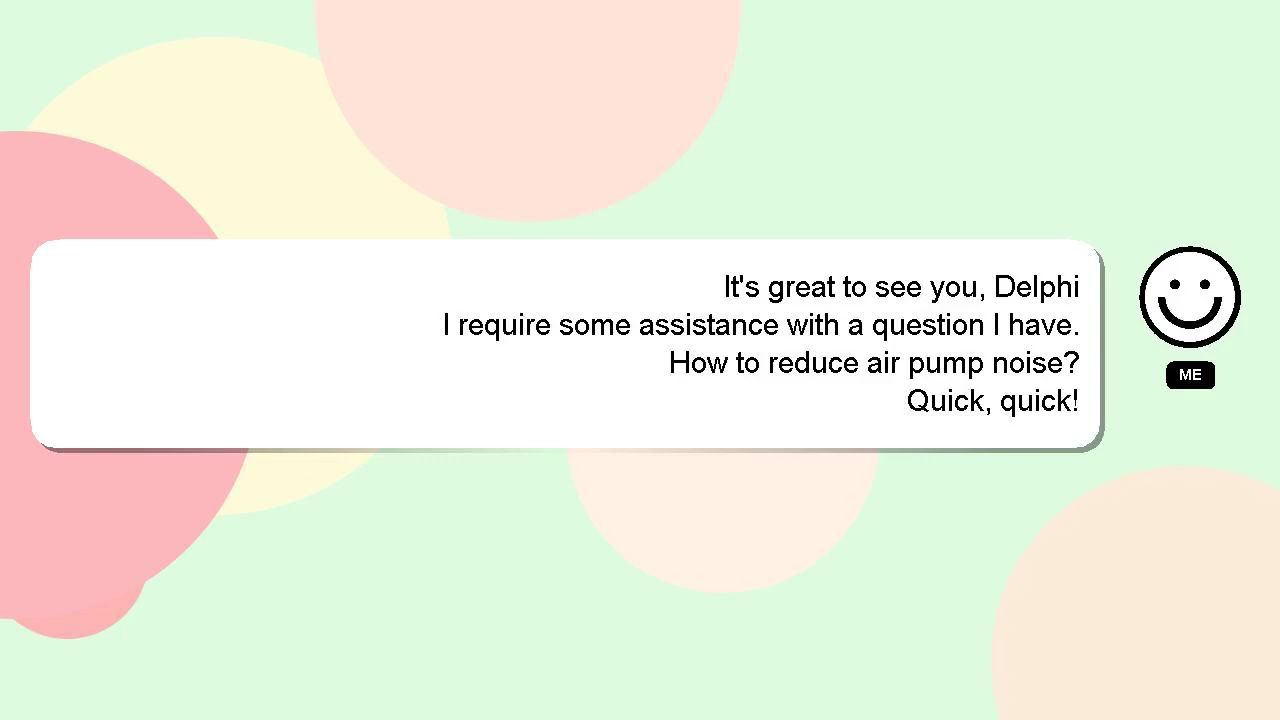 It's great to see you, Delphi
I require some assistance with a question I have.
How to reduce air pump noise?
Quick, quick!
ME